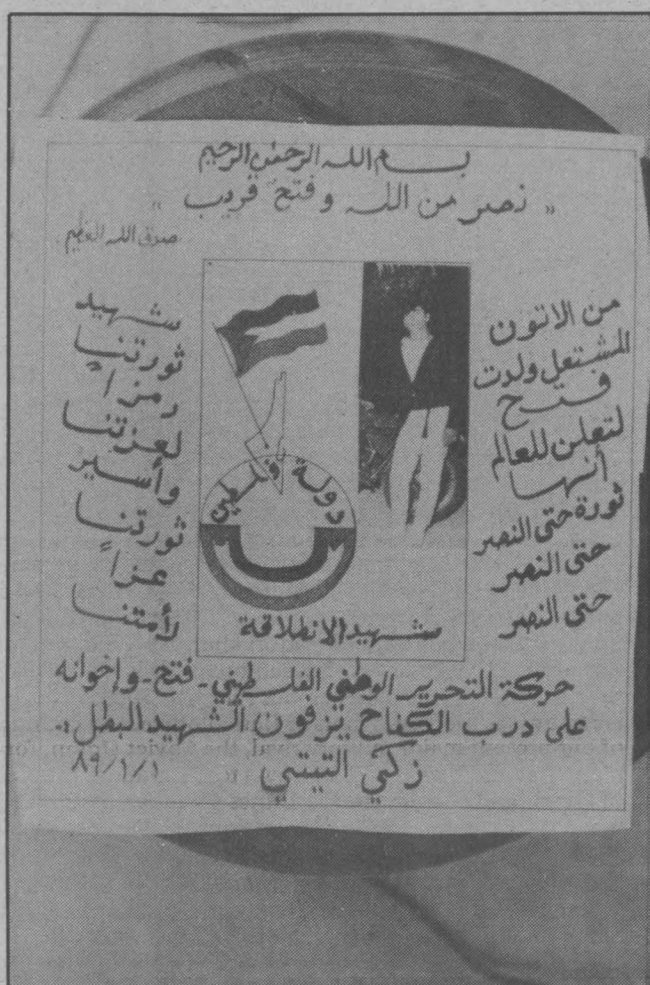 بسم الله الرحمن الرحيم
" نصر من الله وفتح قريب "
صدق الله العظيم
من الاتون
المشتعل ولدت
فتح
لتعلن للعالم
أنها
ثورة حتى النصر
حتى النصر
حتى النصر
دولة فلسطين
شهيد الانطلاقة
شهيد
ثورتنا
رمزاً
لعزتنا
وأسير
ثورتنا
عزاً
لأمتنا
حركة التحرير الوطني الفلسطيني - فتح - وإخوانه
على درب الكفاح يزفون الشهيد البطل :-
زكي التيتي
٨٩/١/١